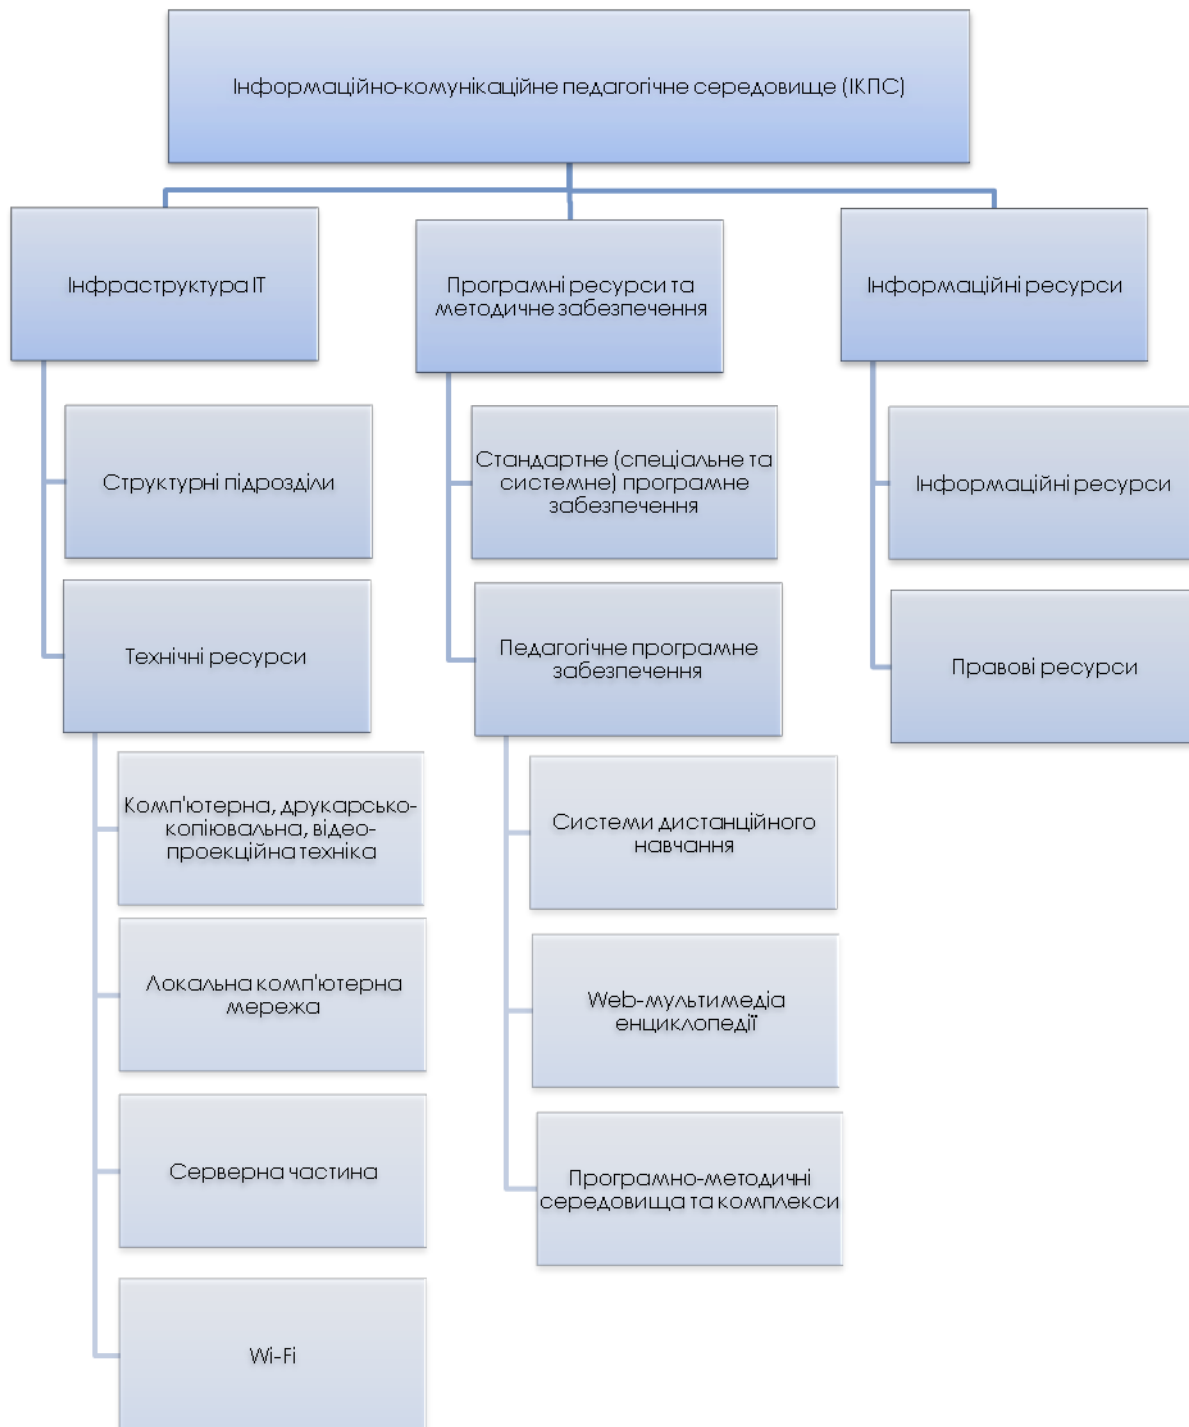 Інформаційно-комунікаційне педагогічне середовище (ІКПС)
Інфраструктура ІТ
Структурні підрозділи
Технічні ресурси
Комп'ютерна, друкарсько-
копіювальна, відео-
проекційна техніка
Локальна комп'ютерна
мережа
Серверна частина
Wi-Fi
Програмні ресурси та
методичне забезпечення
Стандартне (спеціальне та
системне) програмне
забезпечення
Педагогічне програмне
забезпечення
Системи дистанційного
навчання
Web-мультимедіа
енциклопедії
Програмно-методичні
середовища та комплекси
Інформаційні ресурси
Інформаційні ресурси
Правові ресурси